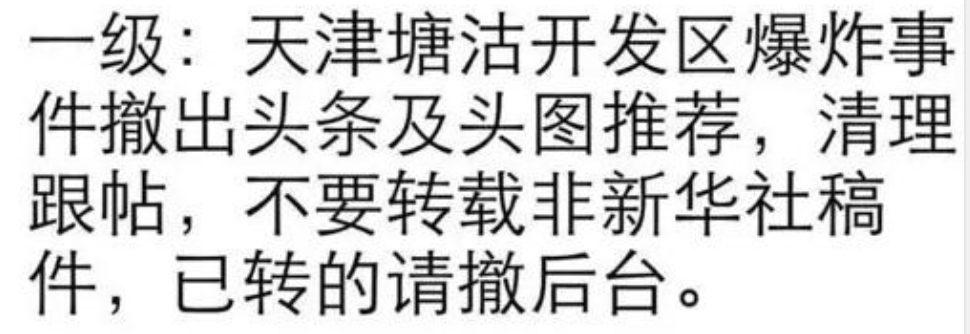 一级：天津塘沽开发区爆炸事
件撤出头条及头图推荐，清理
跟帖，不要转载非新华社稿
件，已转的请撤后台。